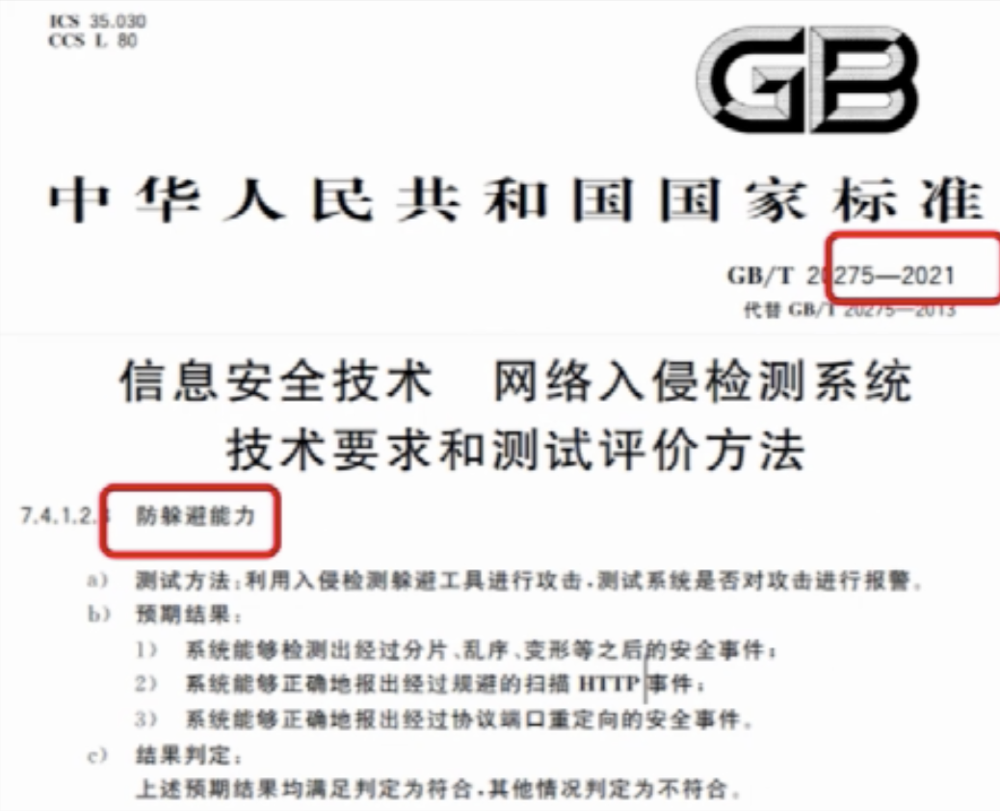 ICS 35.030
CCS L 80
GB
中华人民共和国国家标准
GB/T 20275—2021
代替 GB/T 20275—2013
信息安全技术 网络入侵检测系统
技术要求和测试评价方法
7.4.1.2.3 防躲避能力
a) 测试方法:利用入侵检测躲避工具进行攻击,测试系统是否对攻击进行报警。
b) 预期结果:
1) 系统能够检测出经过分片、乱序、变形等之后的安全事件;
2) 系统能够正确地报出经过规避的扫描 HTTP 事件;
3) 系统能够正确地报出经过协议端口重定向的安全事件。
c) 结果判定:
上述预期结果均满足判定为符合,其他情况判定为不符合。